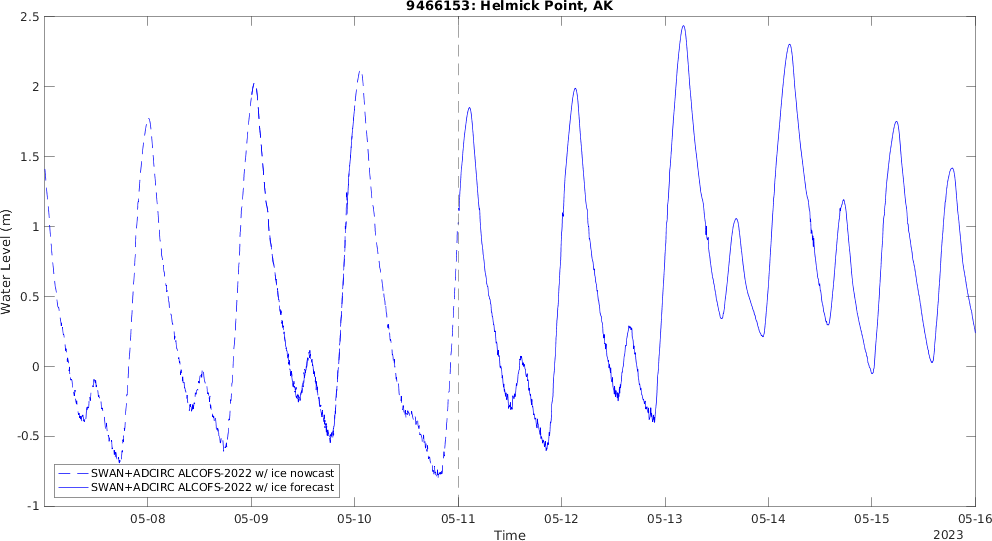 9466153: Helmick Point, AK
2.5
2
1.5
1
0.5
0
-0.5
-1
Water Level (m)
SWAN+ADCIRC ALCOFS-2022 w/ ice nowcast
SWAN+ADCIRC ALCOFS-2022 w/ ice forecast
05-08 05-09 05-10 05-11 05-12 05-13 05-14 05-15 05-16
Time
2023